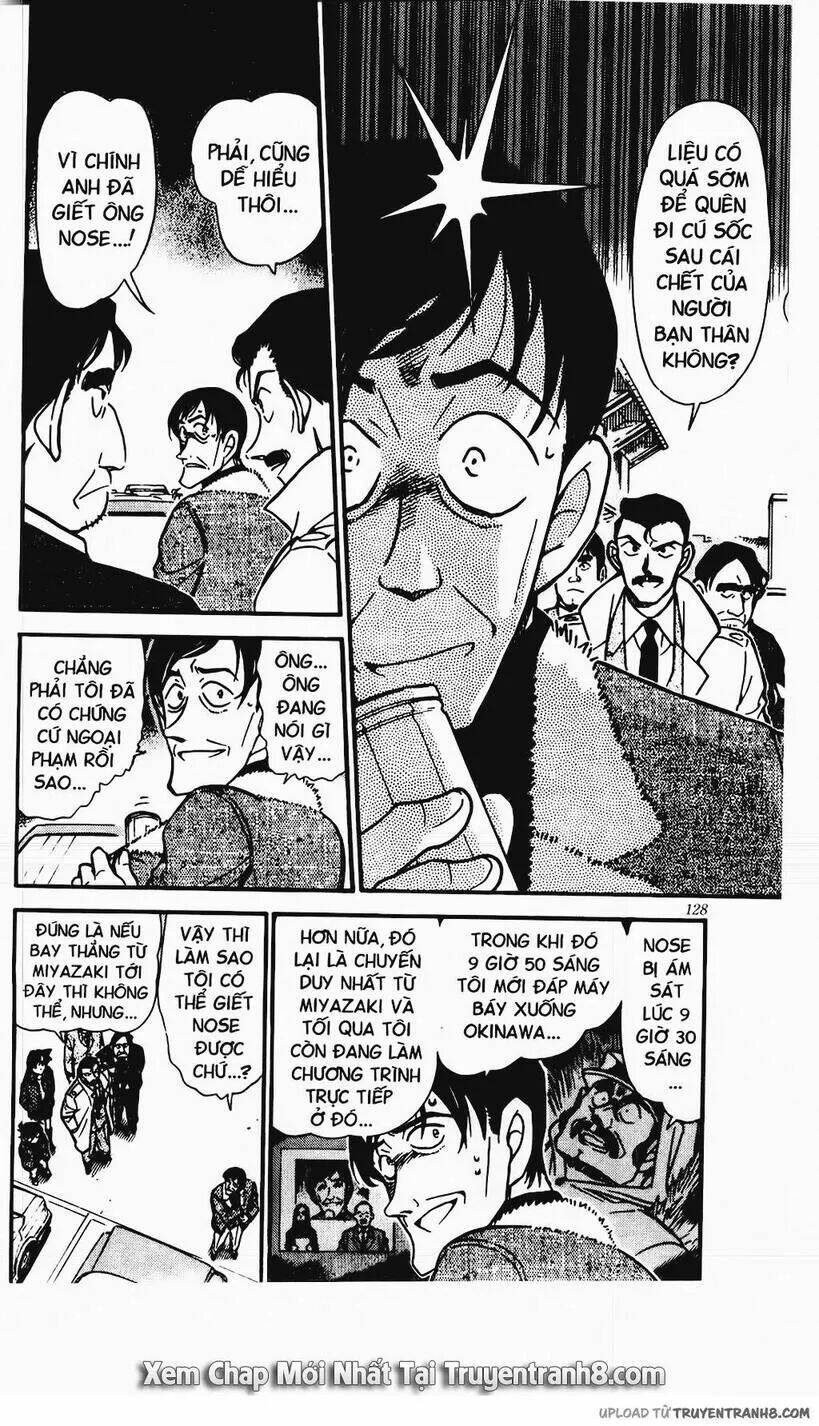 LIỆU CÓ
QUÁ SỚM
ĐỂ QUÊN
ĐI CÚ SỐC
SAU CÁI
CHẾT CỦA
NGƯỜI
BẠN THÂN
KHÔNG?
PHẢI, CŨNG
DỄ HIỂU
THÔI...
VÌ CHÍNH
ANH ĐÃ
GIẾT ÔNG
NOSE...!
ÔNG...
ÔNG
ĐANG
NÓI GÌ
VẬY...
CHẲNG
PHẢI TÔI ĐÃ
CÓ CHỨNG
CỨ NGOẠI
PHẠM RỒI
SAO...
128
NOSE
BỊ ÁM
SÁT
LÚC 9
GIỜ 30
SÁNG
...
TRONG KHI ĐÓ
9 GIỜ 50 SÁNG
TÔI MỚI ĐÁP MÁY
BÁY XUỐNG
OKINAWA...
HƠN NỮA, ĐÓ
LẠI LÀ CHUYẾN
DUY NHẤT TỪ
MIYAZAKI VÀ
TỐI QUA TÔI
CÒN ĐANG LÀM
CHƯƠNG TRÌNH
TRỰC TIẾP
Ở ĐÓ...
VẬY THÌ
LÀM SAO
TÔI CÓ
THỂ GIẾT
NOSE
ĐƯỢC
CHỨ...?
ĐÚNG LÀ NẾU
BAY THẲNG TỪ
MIYAZAKI TỚI
ĐÂY THÌ KHÔNG
THỂ, NHƯNG...
Xem Chap Mới Nhất Tại Truyentranh8.com
UPLOAD TỪ TRUYENTRANH8.COM